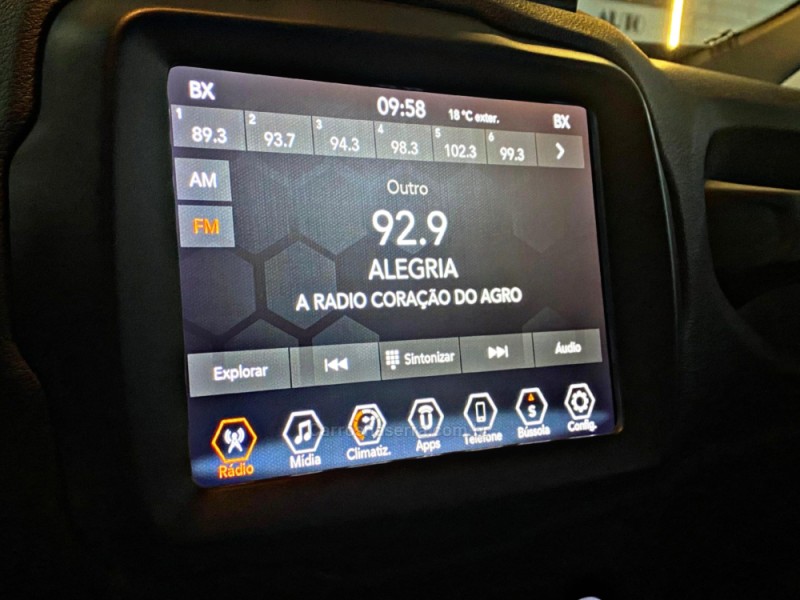 AUTO
BX 09:58 18 °C exter. BX
1 89.3 2 93.7 3 94.3 4 98.3 5 102.3 6 99.3
AM
FM
Outro
92.9
ALEGRIA
A RADIO CORAÇÃO DO AGRO
Explorar Sintonizar Áudio
S
Rádio Mídia Climatiz. Apps Telefone Bússola Config.